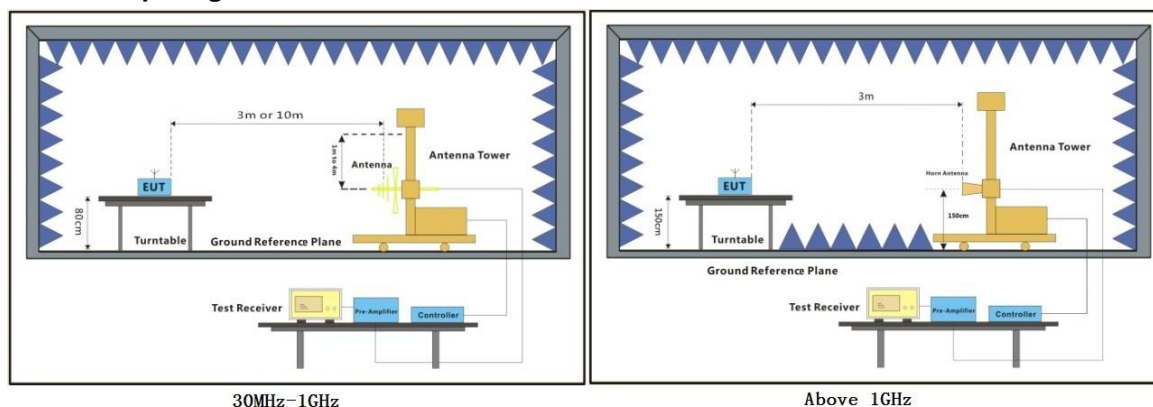 3m or 10m
1m to 4m
Antenna
Antenna Tower
EUT
80cm
Turntable
Ground Reference Plane
Test Receiver
Pre-Amplifier
Controller
30MHz-1GHz
3m
Antenna Tower
Horn Antenna
EUT
150cm
150cm
Turntable
Ground Reference Plane
Test Receiver
Pre-Amplifier
Controller
Above 1GHz